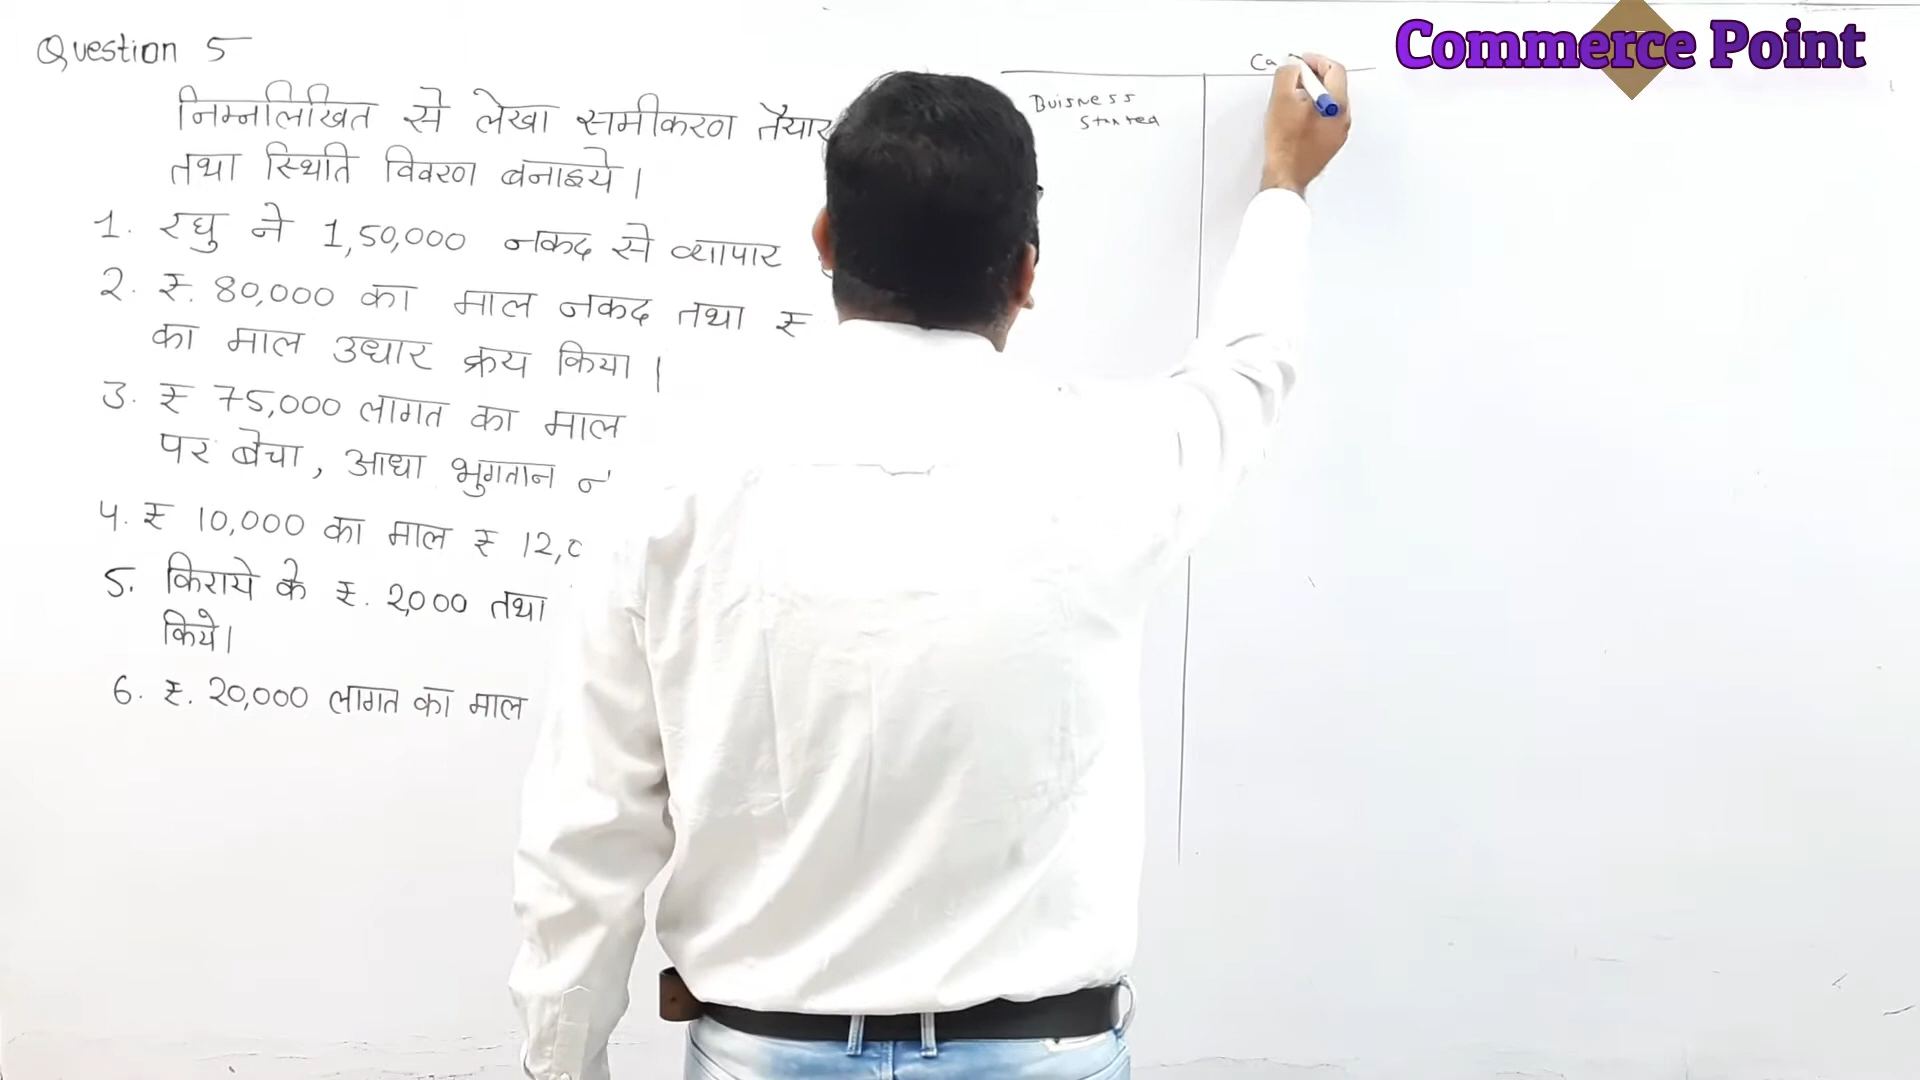 Question 5
निम्नलिखित से लेखा समीकरण तैयार
तथा स्थिति विवरण बनाइये।
1. रघु ने 1,50,000 नकद से व्यापार
2. ₹. 80,000 का माल नकद तथा ₹
का माल उधार क्रय किया।
3. ₹ 75,000 लागत का माल
पर बेचा, आधा भुगतान
4. ₹ 10,000 का माल ₹ 12,0
5. किराये के ₹. 2,000 तथा
किये।
6. ₹. 20,000 लागत का माल
Buisness
Started
Ca
Commerce Point